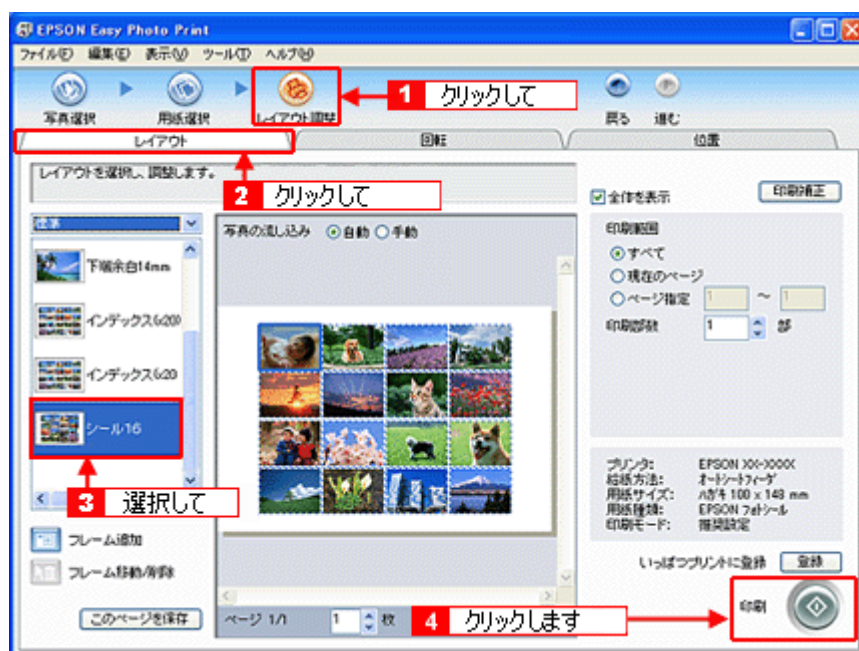 EPSON Easy Photo Print
ファイル(F) 編集(E) 表示(V) ツール(T) ヘルプ(H)
写真選択 用紙選択 レイアウト調整 戻る 進む
1 クリックして
レイアウト 回転 位置
レイアウトを選択し、調整します。
2 クリックして
全体を表示 印刷補正
標準
写真の流し込み 自動 手動
下端余白14mm
インデックス(x20)
インデックス6x20
シール16
3 選択して
フレーム追加
フレーム移動/削除
このページを保存
ページ 1/1 1 枚
印刷範囲
すべて
現在のページ
ページ指定 1 ~ 1
印刷部数 1 部
プリンタ: EPSON XX-XXXX
給紙方法: オートシートフィーダ
用紙サイズ: ハガキ 100 x 148 mm
用紙種類: EPSON フォトシール
印刷モード: 推奨設定
いっぱつプリントに登録 登録
4 クリックします
印刷